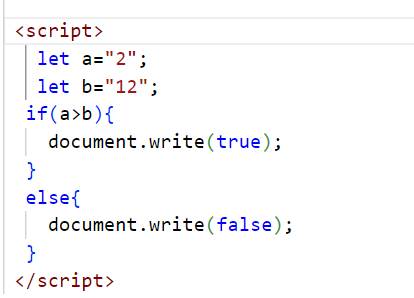 <script>
let a="2";
let b="12";
if(a>b){
document.write(true);
}
else{
document.write(false);
}
</script>